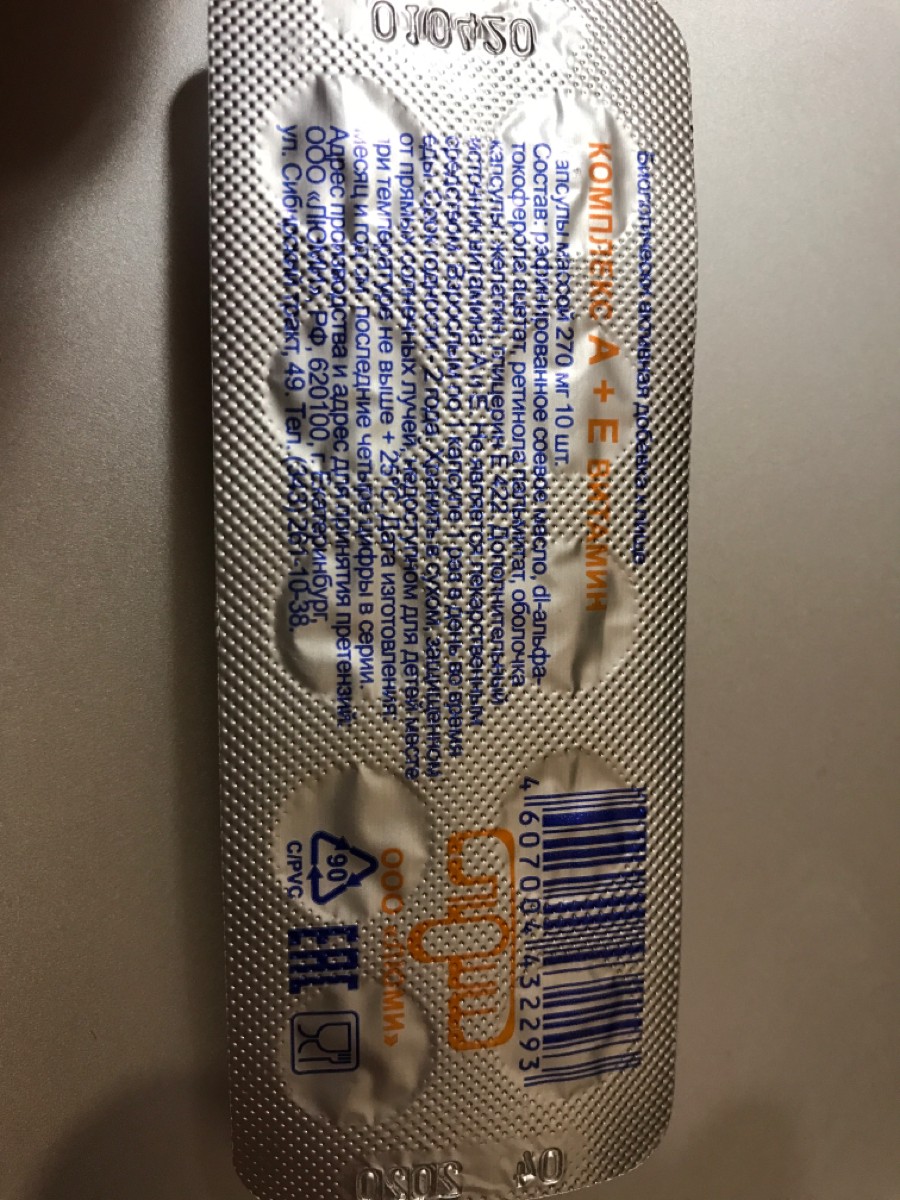 010420
Биологически активная добавка к пище
КОМПЛЕКС А + Е ВИТАМИН
капсулы массой 270 мг 10 шт.
Состав: рафинированное соевое масло, dl-альфа-
токоферола ацетат, ретинола пальмитат, оболочка
капсулы: желатин, глицерин Е 422. Дополнительный
источник витамина А и Е. Не является лекарственным
средством. взрослым по 1 капсуле 1 раз в день во время
еды. Срок годности - 2 года. Хранить в сухом, защищенном
от прямых солнечных лучей, недоступном для детей месте
при температуре не выше + 25°С. Дата изготовления:
месяц и год см. последние четыре цифры в серии.
Адрес производства и адрес для принятия претензий:
ООО «ЛЮМИ», РФ, 620100, г. Екатеринбург,
ул. Сибирский тракт, 49. Тел. (343) 261-10-38
4 607004 432293
ЛЮМИ
ООО «ЛЮМИ»
90
C/PVC
EAC
04 2020